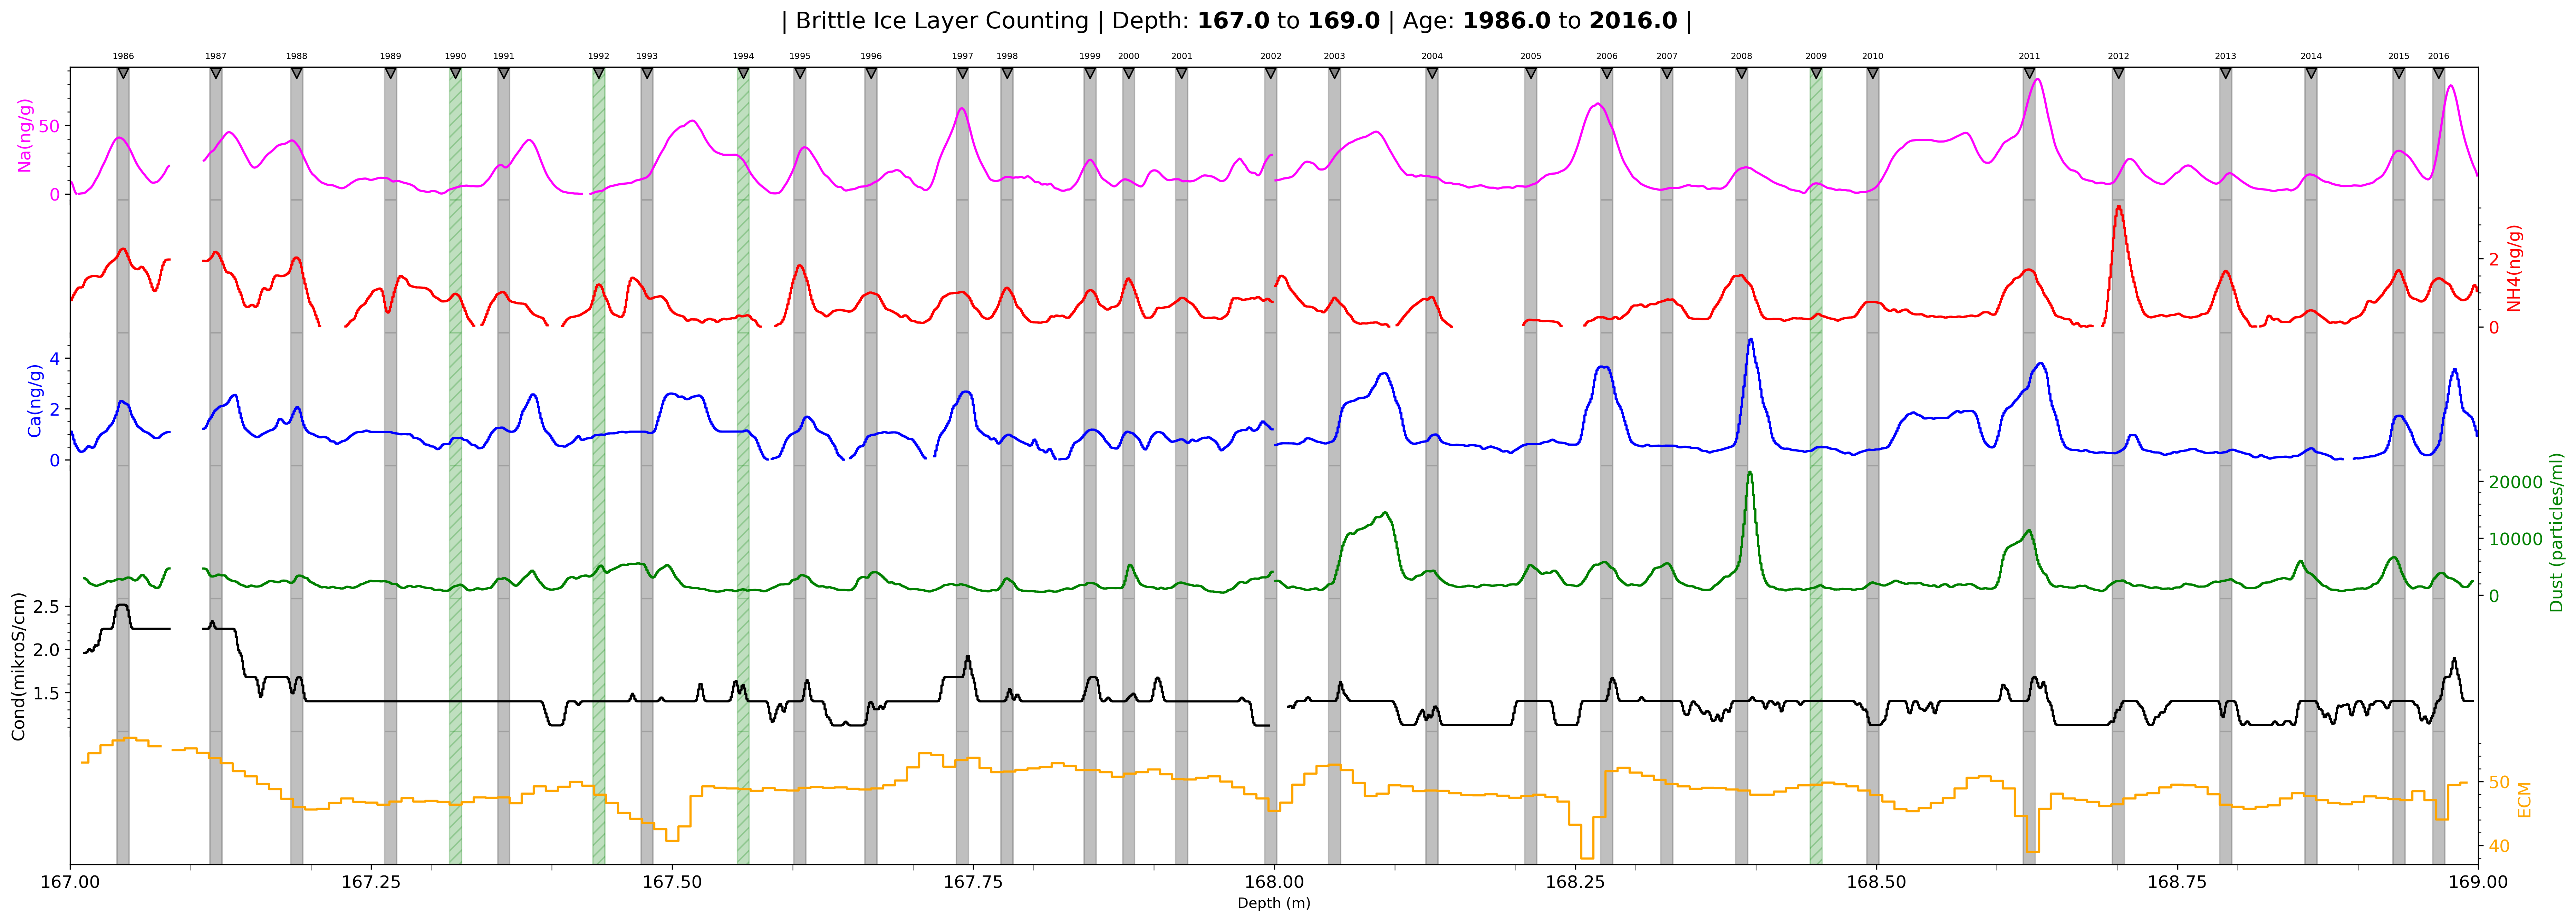 | Brittle Ice Layer Counting | Depth: 167.0 to 169.0 | Age: 1986.0 to 2016.0 |
1986 1987 1988 1989 1990 1991 1992 1993 1994 1995 1996 1997 1998 1999 2000 2001 2002 2003 2004 2005 2006 2007 2008 2009 2010 2011 2012 2013 2014 2015 2016
Na(ng/g)
50
0
NH4(ng/g)
2
0
Ca(ng/g)
4
2
0
Dust (particles/ml)
20000
10000
0
Cond(mikroS/cm)
2.5
2.0
1.5
ECM
50
40
167.00 167.25 167.50 167.75 168.00 168.25 168.50 168.75 169.00
Depth (m)